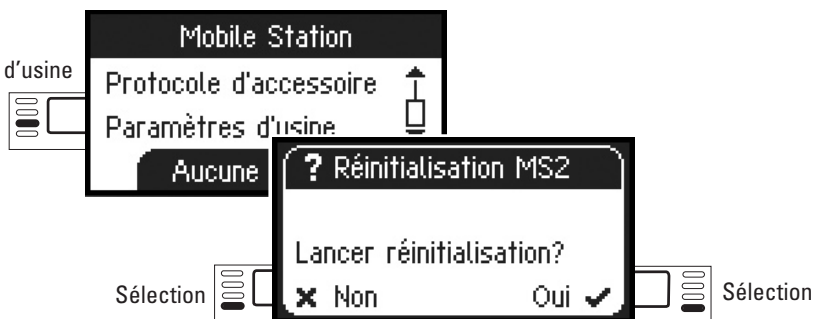 Mobile Station
d'usine
Protocole d'accessoire
Paramètres d'usine
Aucune
? Réinitialisation MS2
Lancer réinitialisation?
Sélection
Non
Oui
Sélection